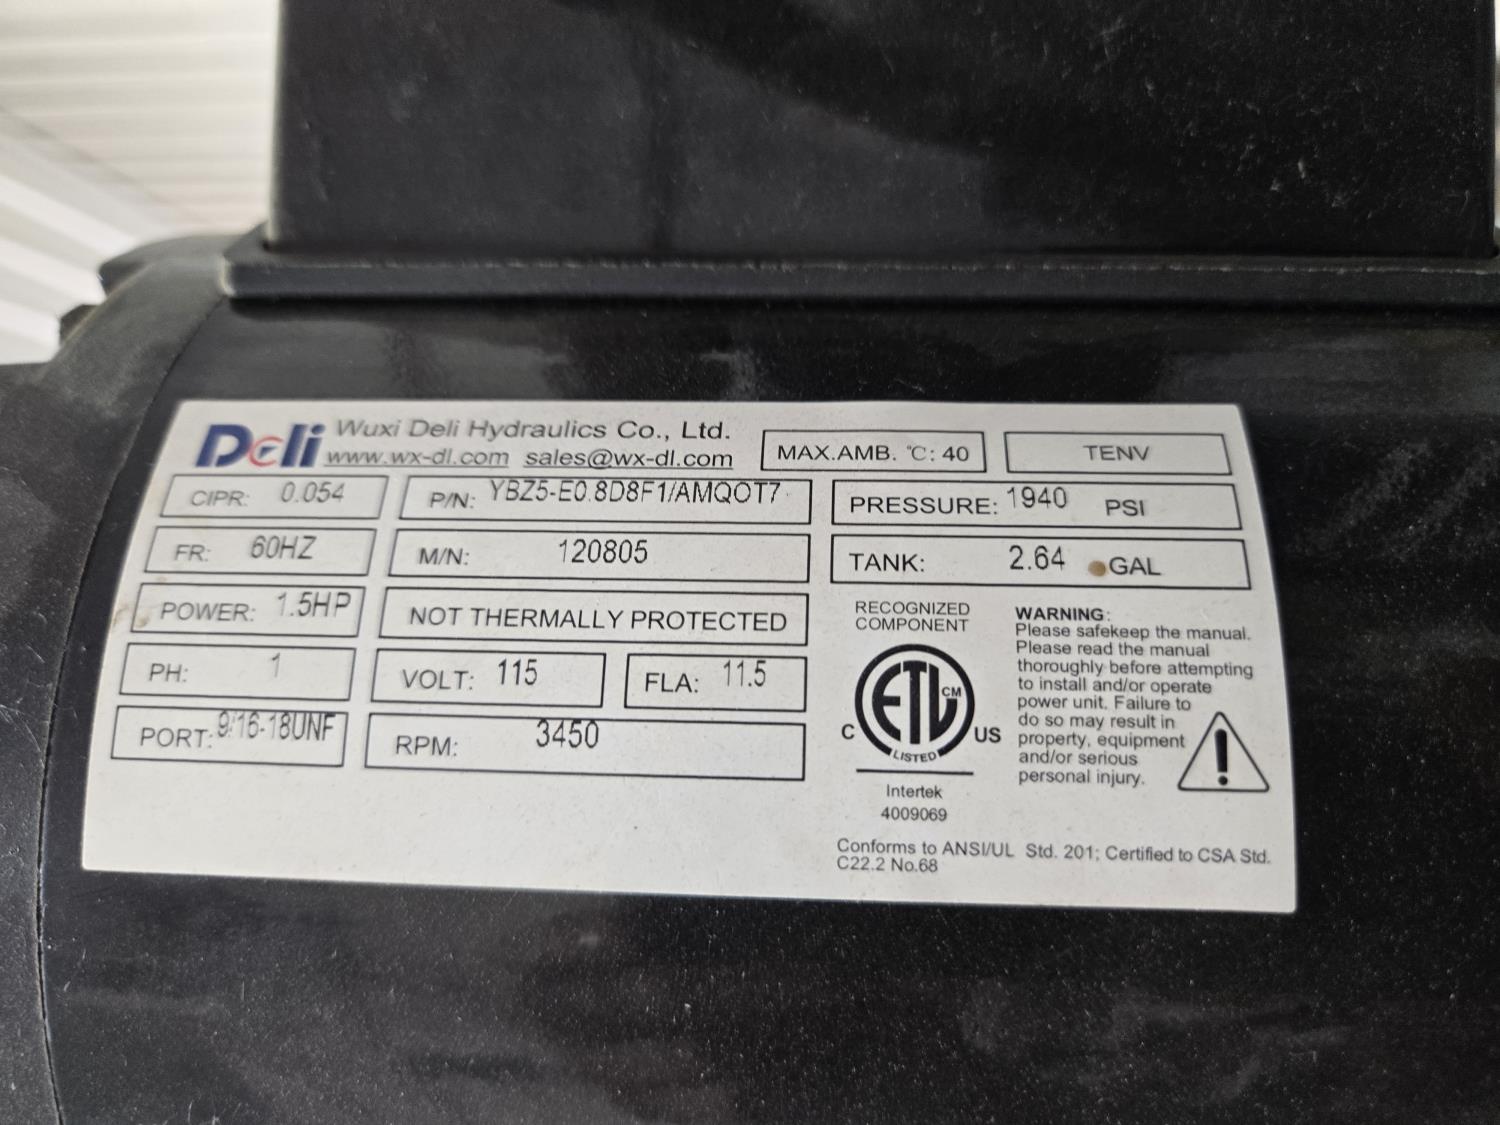 Deli Wuxi Deli Hydraulics Co., Ltd.
www.wx-dl.com sales@wx-dl.com
MAX.AMB. °C: 40
TENV
CIPR: 0.054
P/N: YBZ5-E0.8D8F1/AMQOT7
PRESSURE: 1940 PSI
FR: 60HZ
M/N: 120805
TANK: 2.64 GAL
POWER: 1.5HP
NOT THERMALLY PROTECTED
PH: 1
VOLT: 115
FLA: 11.5
PORT: 9/16-18UNF
RPM: 3450
RECOGNIZED
COMPONENT
ETL CM
C US
LISTED
Intertek
4009069
WARNING:
Please safekeep the manual.
Please read the manual
thoroughly before attempting
to install and/or operate
power unit. Failure to
do so may result in
property, equipment
and/or serious
personal injury.
!
Conforms to ANSI/UL Std. 201; Certified to CSA Std.
C22.2 No.68